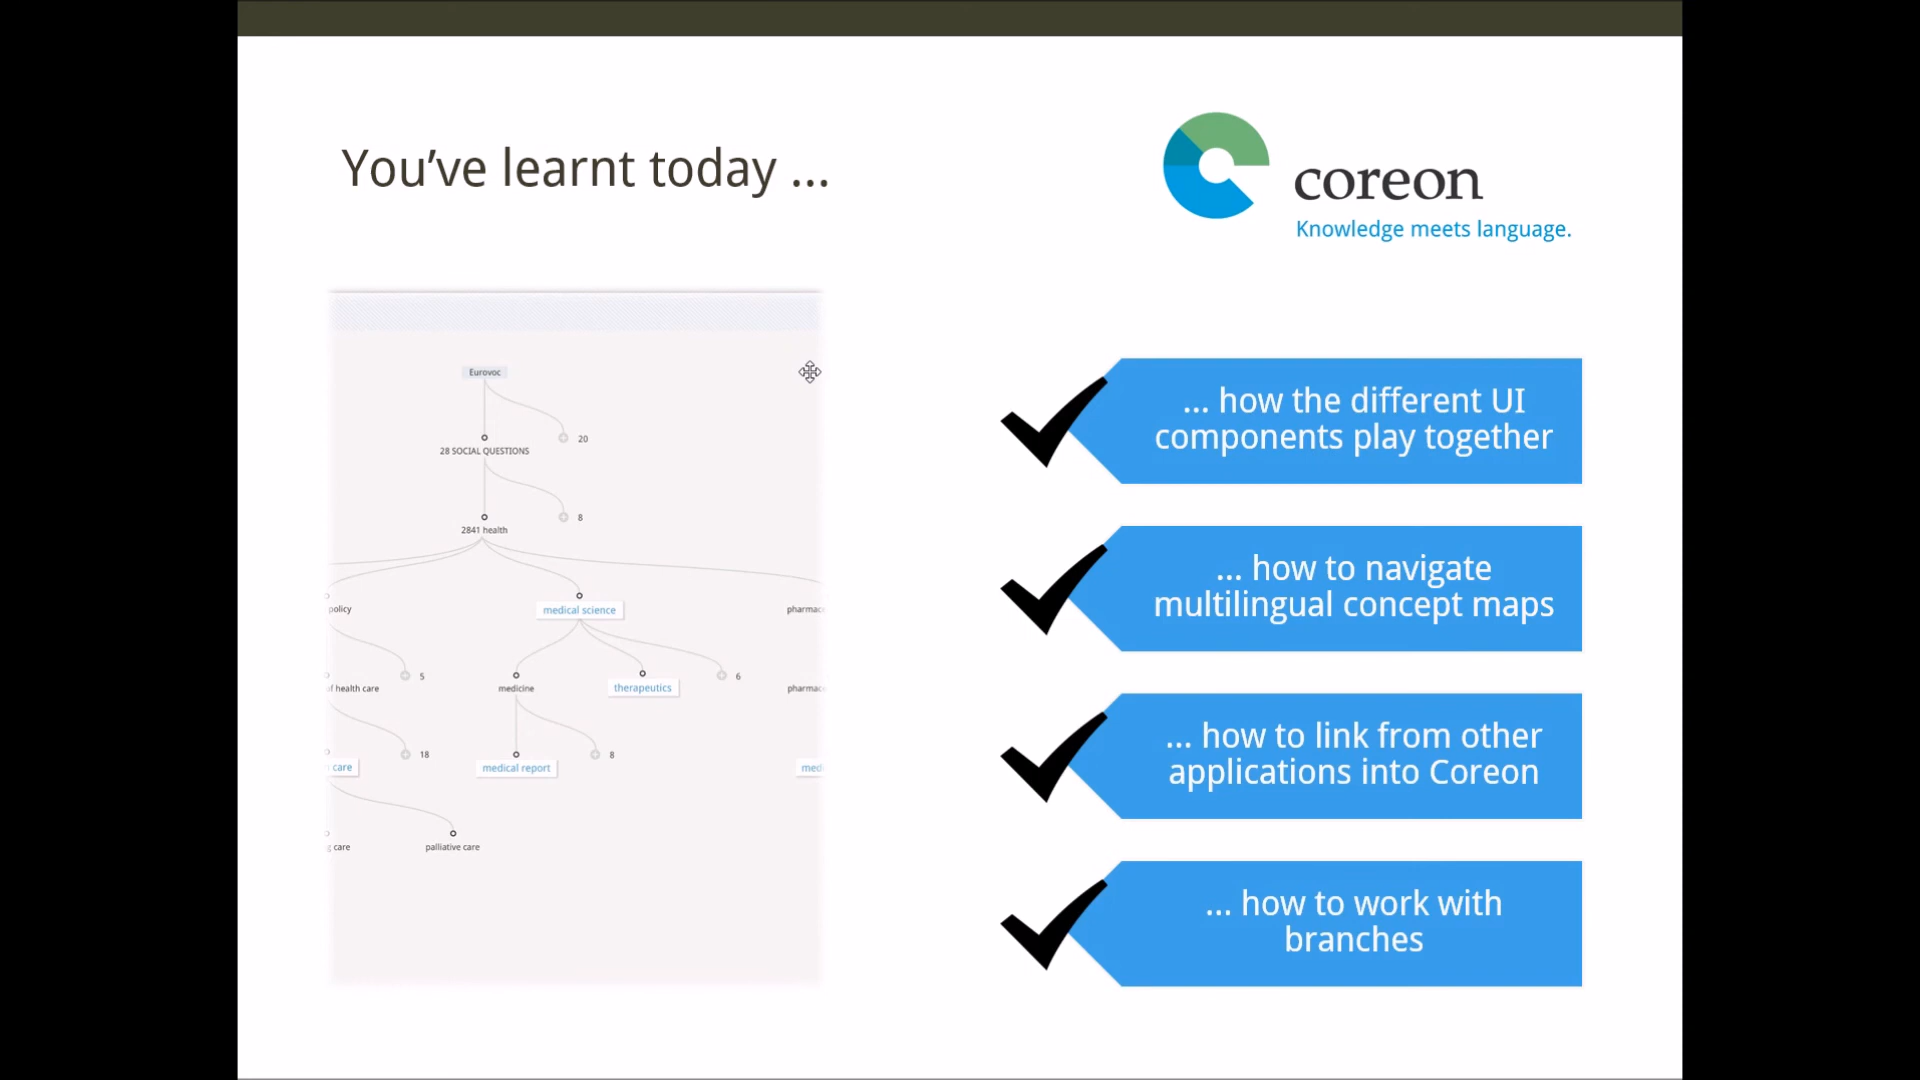 You’ve learnt today ...
coreon
Knowledge meets language.
Eurovoc
20
28 SOCIAL QUESTIONS
8
2841 health
policy
medical science
pharmac
5
6
f health care
medicine
therapeutics
pharmac
18
8
care
medical report
med
care
palliative care
... how the different UI
components play together
... how to navigate
multilingual concept maps
... how to link from other
applications into Coreon
... how to work with
branches